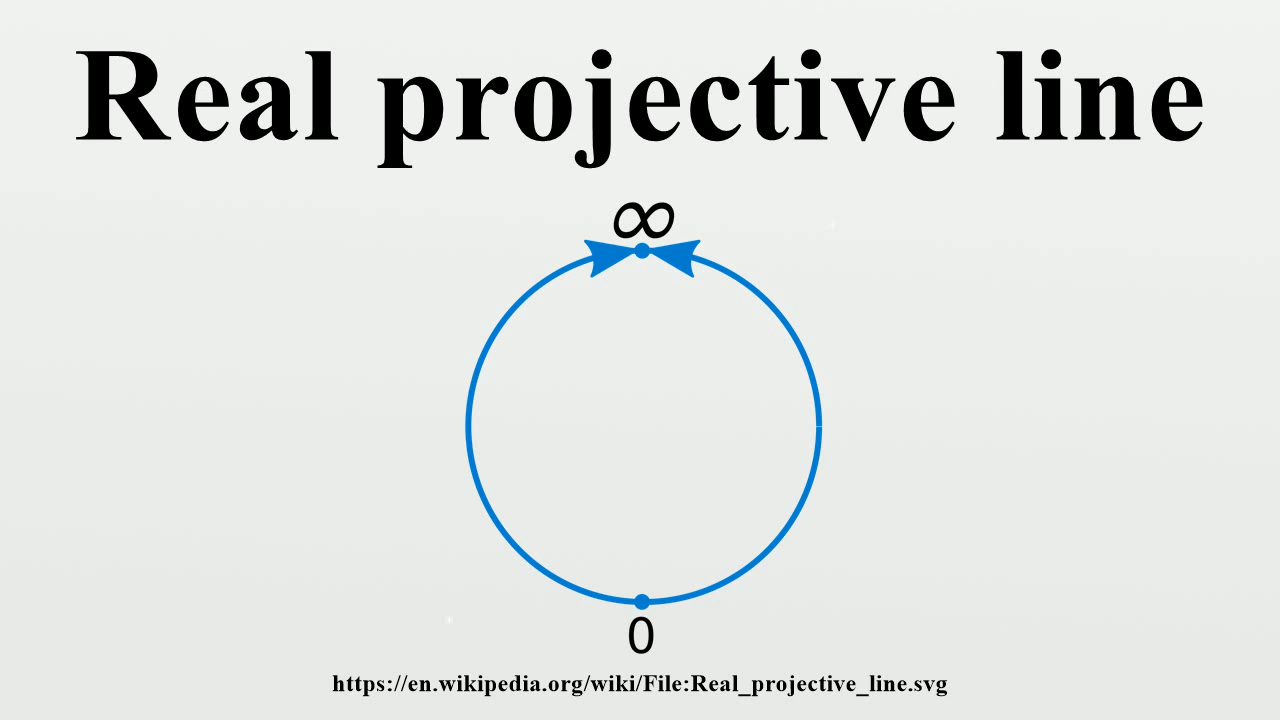 Real projective line
∞
0
https://en.wikipedia.org/wiki/File:Real_projective_line.svg